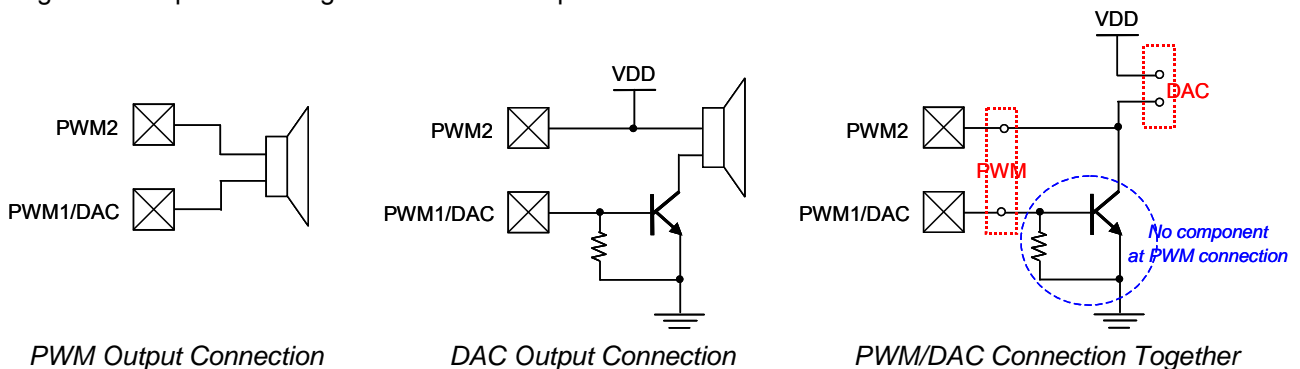 VDD
PWM2
PWM1/DAC
PWM Output Connection
VDD
PWM2
PWM1/DAC
DAC Output Connection
VDD
DAC
PWM2
PWM
PWM1/DAC
No component
at PWM connection
PWM/DAC Connection Together